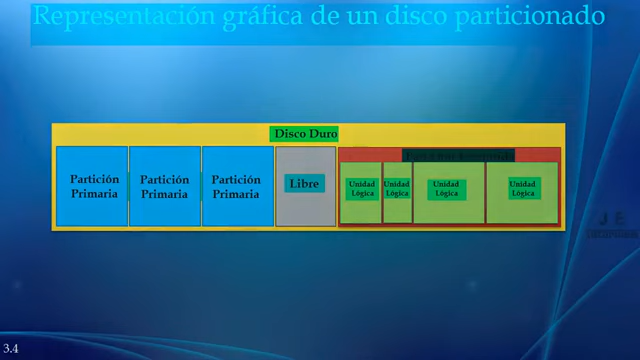 Representación gráfica de un disco particionado
Disco Duro
Partición
Primaria
Partición
Primaria
Partición
Primaria
Libre
Unidad
Lógica
Unidad
Lógica
Unidad
Lógica
Unidad
Lógica
3.4